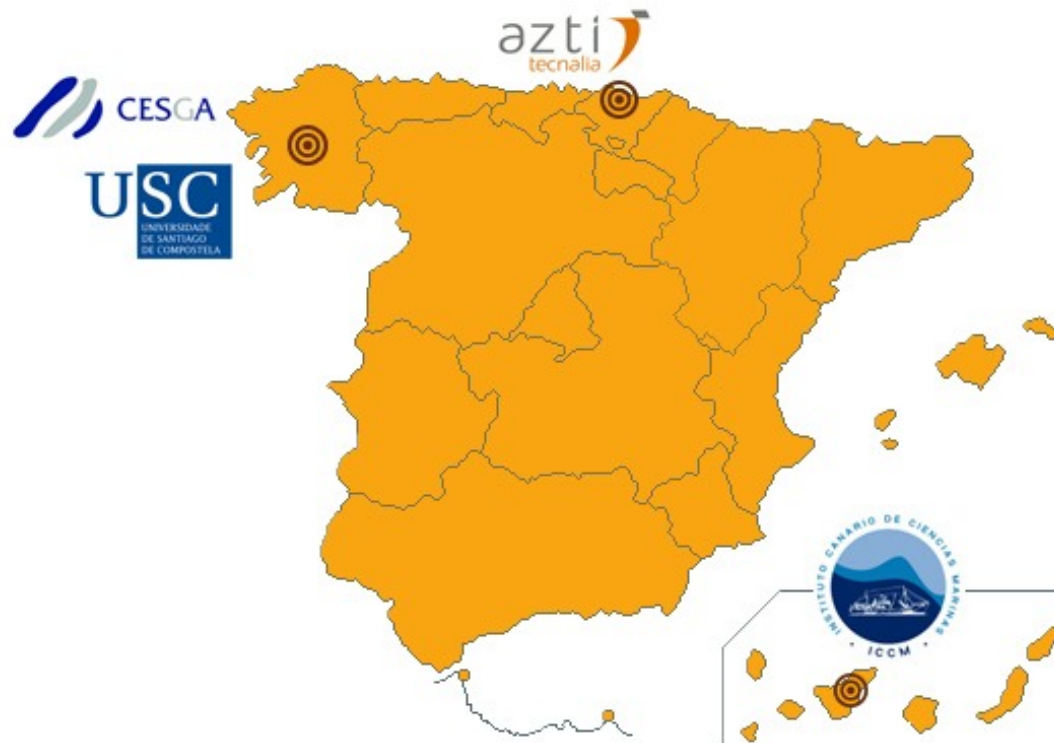 azti
tecnalia
CESGA
USC
UNIVERSIDADE
DE SANTIAGO
DE COMPOSTELA
INSTITUTO CANARIO DE CIENCIAS MARINAS
· ICCM ·